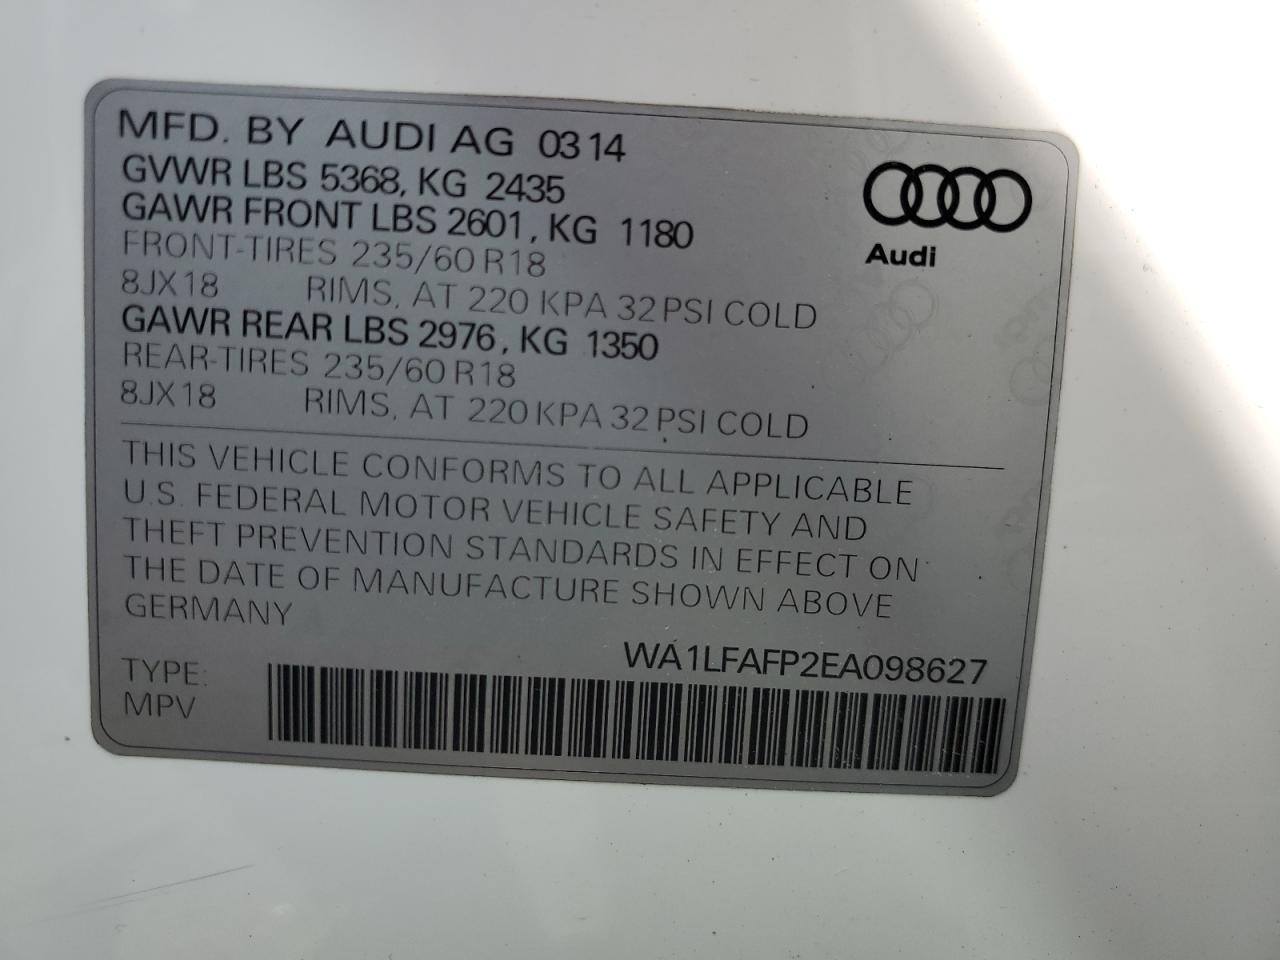 MFD. BY AUDI AG 03 14
GVWR LBS 5368, KG 2435
GAWR FRONT LBS 2601, KG 1180
FRONT-TIRES 235/60 R18
8JX18 RIMS, AT 220 KPA 32 PSI COLD
GAWR REAR LBS 2976, KG 1350
REAR-TIRES 235/60 R18
8JX18 RIMS, AT 220 KPA 32 PSI COLD
Audi
THIS VEHICLE CONFORMS TO ALL APPLICABLE
U.S. FEDERAL MOTOR VEHICLE SAFETY AND
THEFT PREVENTION STANDARDS IN EFFECT ON
THE DATE OF MANUFACTURE SHOWN ABOVE
GERMANY
WA1LFAFP2EA098627
TYPE:
MPV